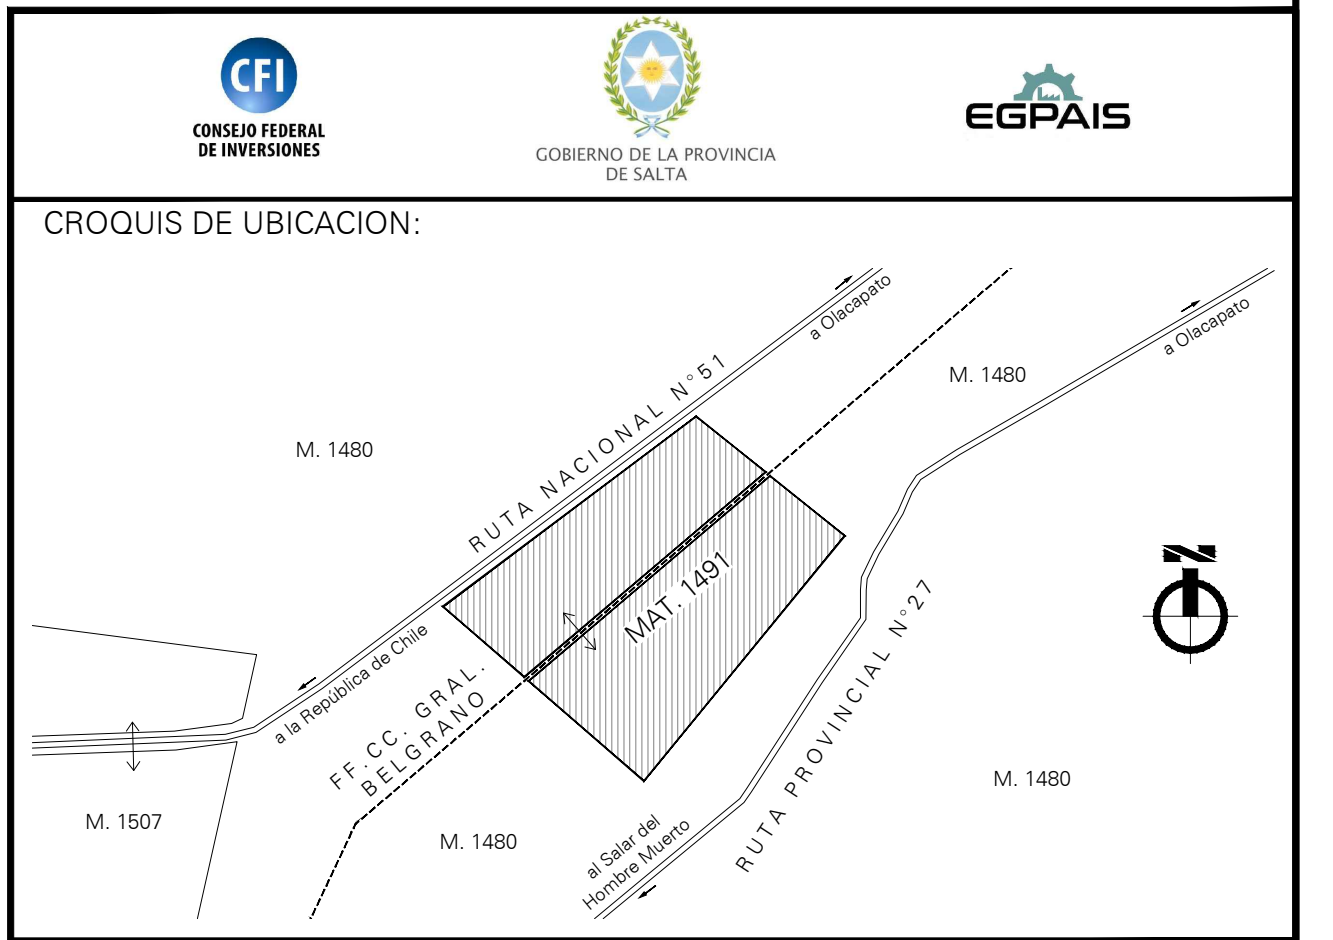 CFI
CONSEJO FEDERAL
DE INVERSIONES
GOBIERNO DE LA PROVINCIA
DE SALTA
EGPAIS
CROQUIS DE UBICACION:
a Olacapato
a Olacapato
RUTA NACIONAL N°51
M. 1480
M. 1480
MAT. 1491
N
RUTA PROVINCIAL N°27
a la República de Chile
FF.CC. GRAL.
BELGRANO
M. 1480
M. 1507
M. 1480
al Salar del
Hombre Muerto